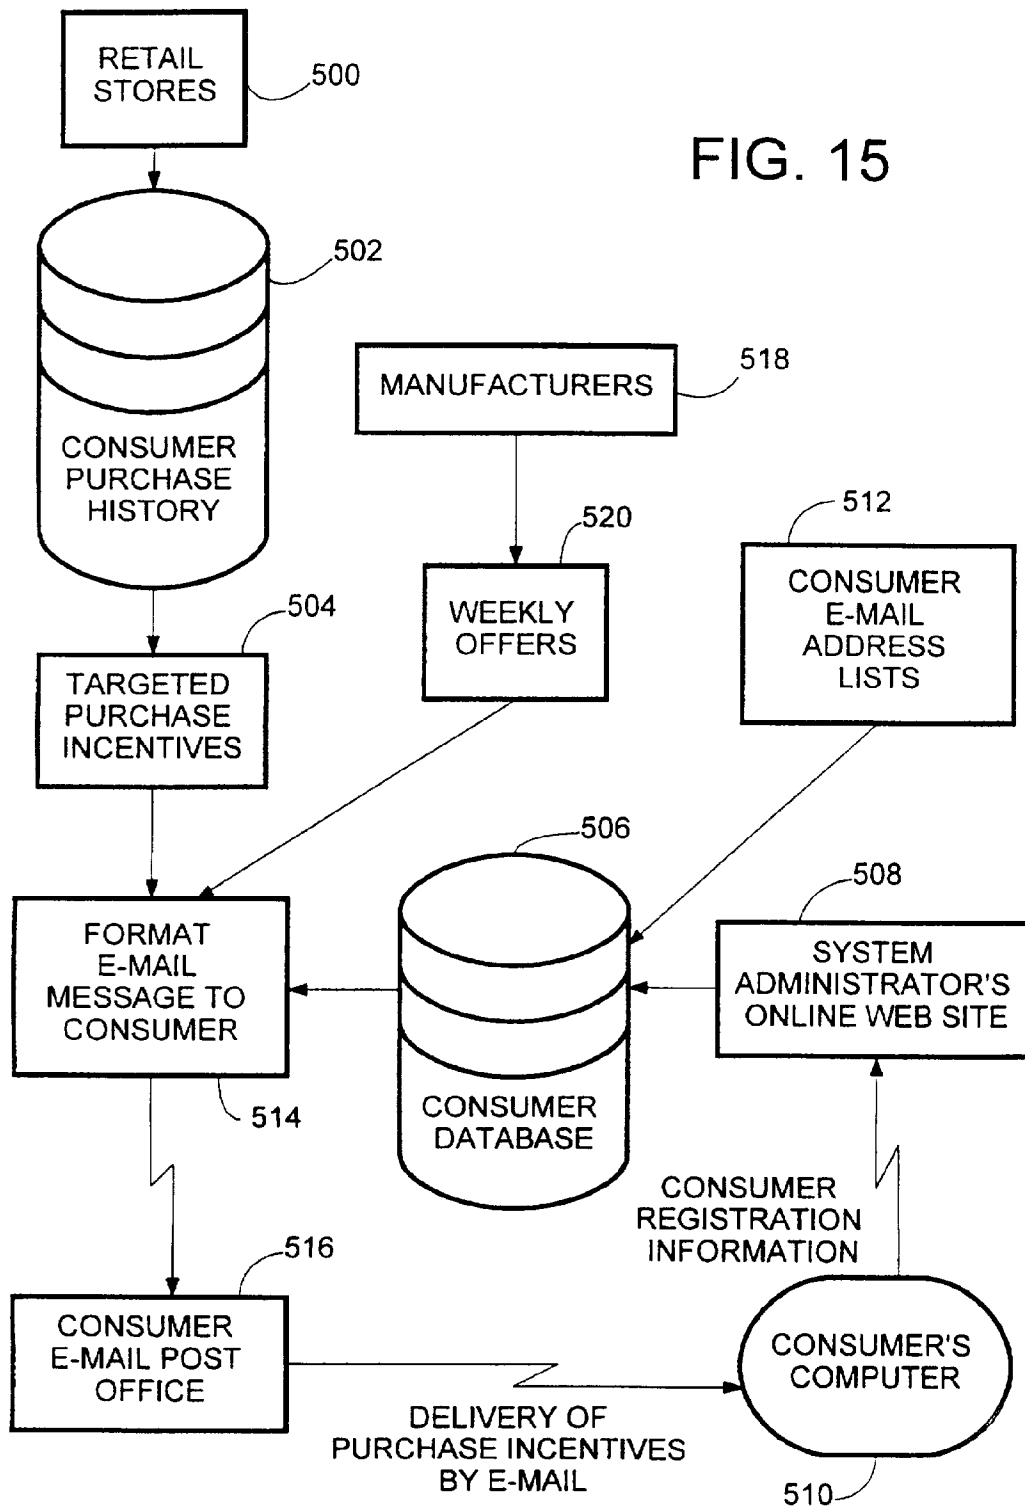 RETAIL
STORES
500
FIG. 15
502
CONSUMER
PURCHASE
HISTORY
MANUFACTURERS
518
520
WEEKLY
OFFERS
512
CONSUMER
E-MAIL
ADDRESS
LISTS
504
TARGETED
PURCHASE
INCENTIVES
506
CONSUMER
DATABASE
508
SYSTEM
ADMINISTRATOR'S
ONLINE WEB SITE
FORMAT
E-MAIL
MESSAGE TO
CONSUMER
514
CONSUMER
REGISTRATION
INFORMATION
516
CONSUMER
E-MAIL POST
OFFICE
CONSUMER'S
COMPUTER
DELIVERY OF
PURCHASE INCENTIVES
BY E-MAIL
510